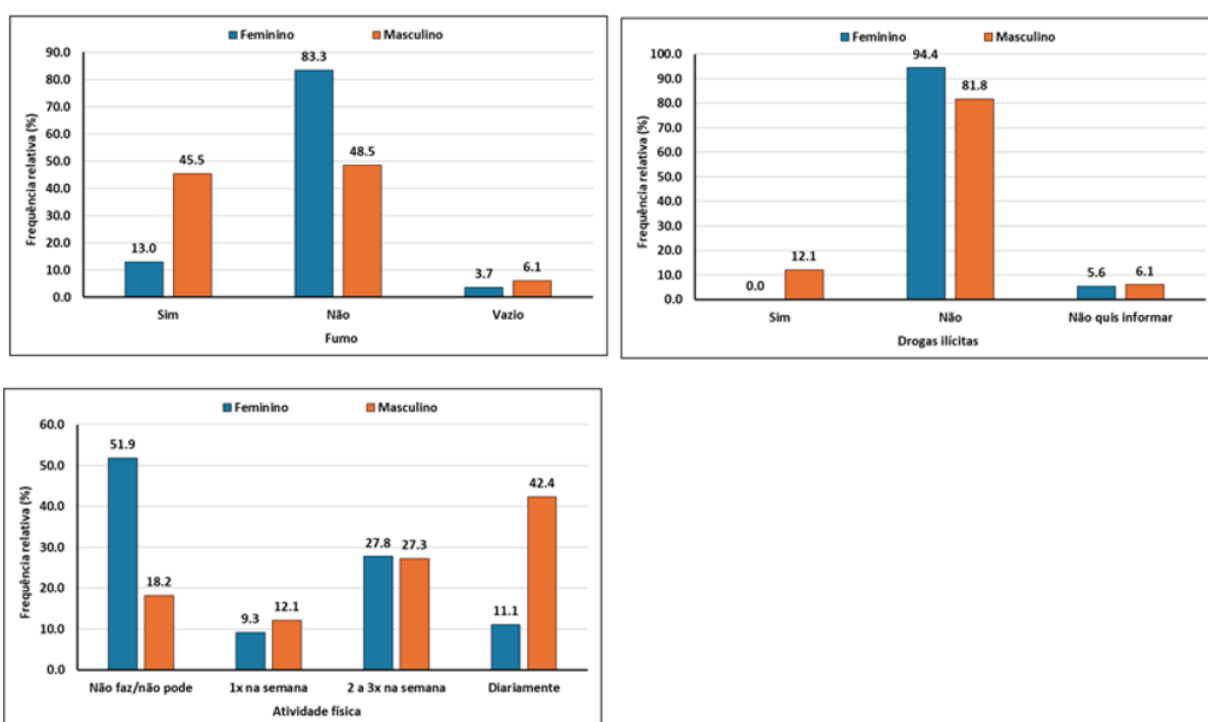 Feminino Masculino
90.0
80.0
70.0
60.0
50.0
40.0
30.0
20.0
10.0
0.0
Frequência relativa (%)
13.0 45.5 83.3 48.5 3.7 6.1
Sim Não Vazio
Fumo
Feminino Masculino
100.0
90.0
80.0
70.0
60.0
50.0
40.0
30.0
20.0
10.0
0.0
Frequência relativa (%)
0.0 12.1 94.4 81.8 5.6 6.1
Sim Não Não quis informar
Drogas ilícitas
Feminino Masculino
60.0
50.0
40.0
30.0
20.0
10.0
0.0
Frequência relativa (%)
51.9 18.2 9.3 12.1 27.8 27.3 11.1 42.4
Não faz/não pode 1x na semana 2 a 3x na semana Diariamente
Atividade física